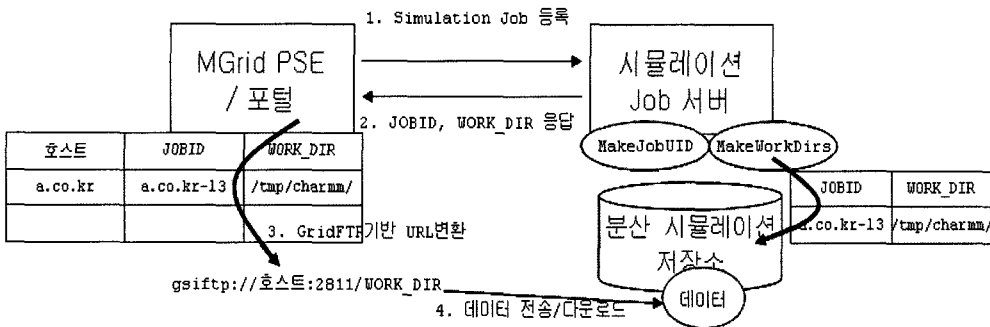 1. Simulation Job 등록
MGrid PSE
/ 포털
시뮬레이션
Job 서버
2. JOBID, WORK_DIR 응답
MakeJobUID
MakeWorkDirs
호스트 JOBID WORK_DIR
a.co.kr a.co.kr-13 /tmp/charmm/
JOBID WORK_DIR
a.co.kr-13 /tmp/charmm/
분산 시뮬레이션
저장소
3. GridFTP기반 URL변환
gsiftp://호스트:2811/WORK_DIR
데이터
4. 데이터 전송/다운로드